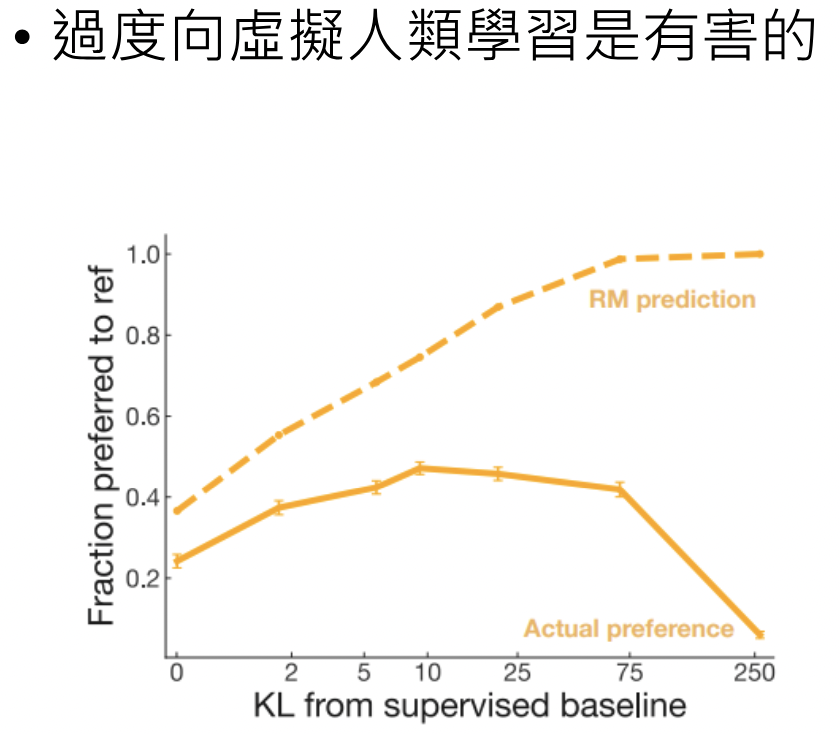 • 過度向虛擬人類學習是有害的
Fraction preferred to ref
1.0
0.8
0.6
0.4
0.2
RM prediction
Actual preference
0 2 5 10 25 75 250
KL from supervised baseline